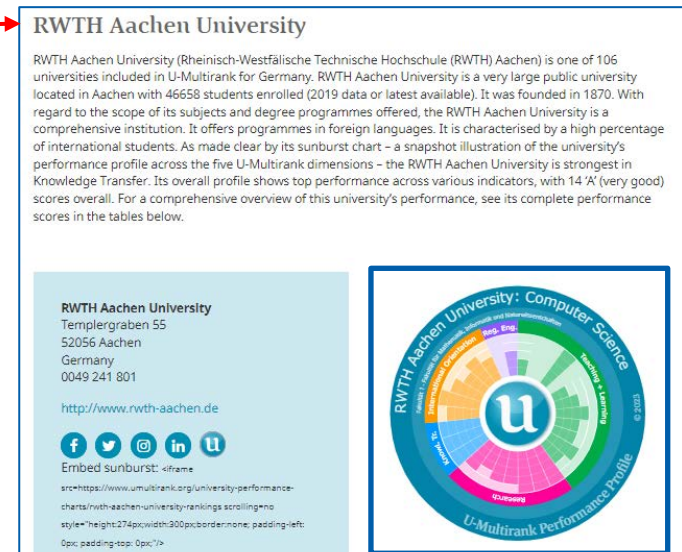 RWTH Aachen University
RWTH Aachen University (Rheinisch-Westfälische Technische Hochschule (RWTH) Aachen) is one of 106
universities included in U-Multirank for Germany. RWTH Aachen University is a very large public university
located in Aachen with 46658 students enrolled (2019 data or latest available). It was founded in 1870. With
regard to the scope of its subjects and degree programmes offered, the RWTH Aachen University is a
comprehensive institution. It offers programmes in foreign languages. It is characterised by a high percentage
of international students. As made clear by its sunburst chart – a snapshot illustration of the university's
performance profile across the five U-Multirank dimensions – the RWTH Aachen University is strongest in
Knowledge Transfer. Its overall profile shows top performance across various indicators, with 14 'A' (very good)
scores overall. For a comprehensive overview of this university's performance, see its complete performance
scores in the tables below.
RWTH Aachen University
Templergraben 55
52056 Aachen
Germany
0049 241 801
http://www.rwth-aachen.de
f in u
Embed sunburst: <iframe
src=https://www.umultirank.org/university-performance-
charts/rwth-aachen-university-rankings scrolling=no
style="height:274px;width:300px;border:none; padding-left:
0px; padding-top: 0px;"/>
RWTH Aachen University: Computer Science
Fakultät 1 - Fakultät für Mathematik, Informatik und Naturwissenschaften
Reg. Eng.
International Orientation
Teaching + Learning
Knowl. Tr.
Research
u
© 2023
U-Multirank Performance Profile